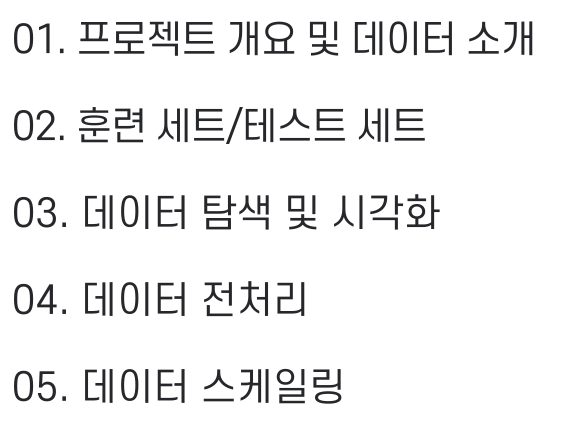 01. 프로젝트 개요 및 데이터 소개
02. 훈련 세트/테스트 세트
03. 데이터 탐색 및 시각화
04. 데이터 전처리
05. 데이터 스케일링